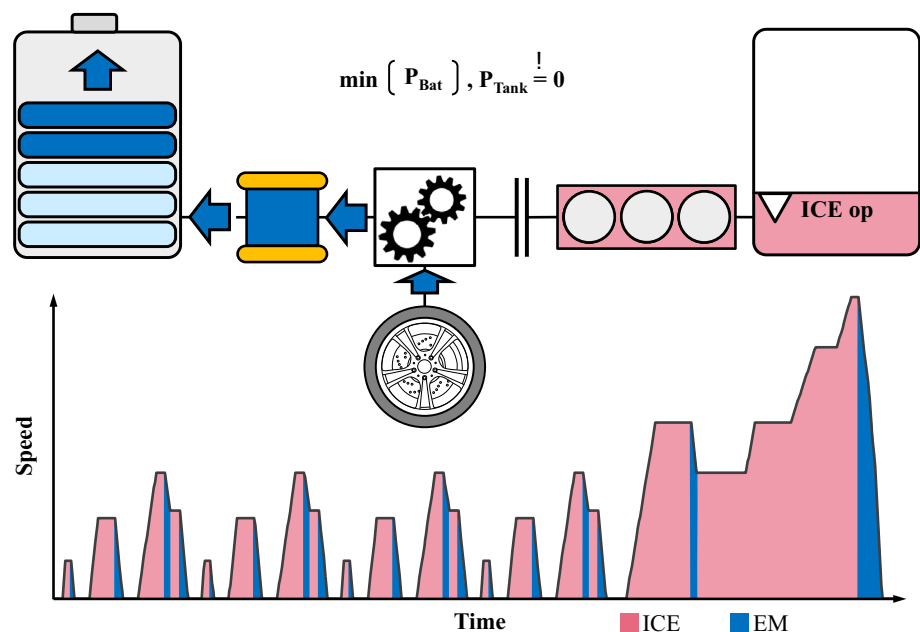 min ( P_Bat ), P_Tank != 0
ICE op
Speed
Time
ICE
EM